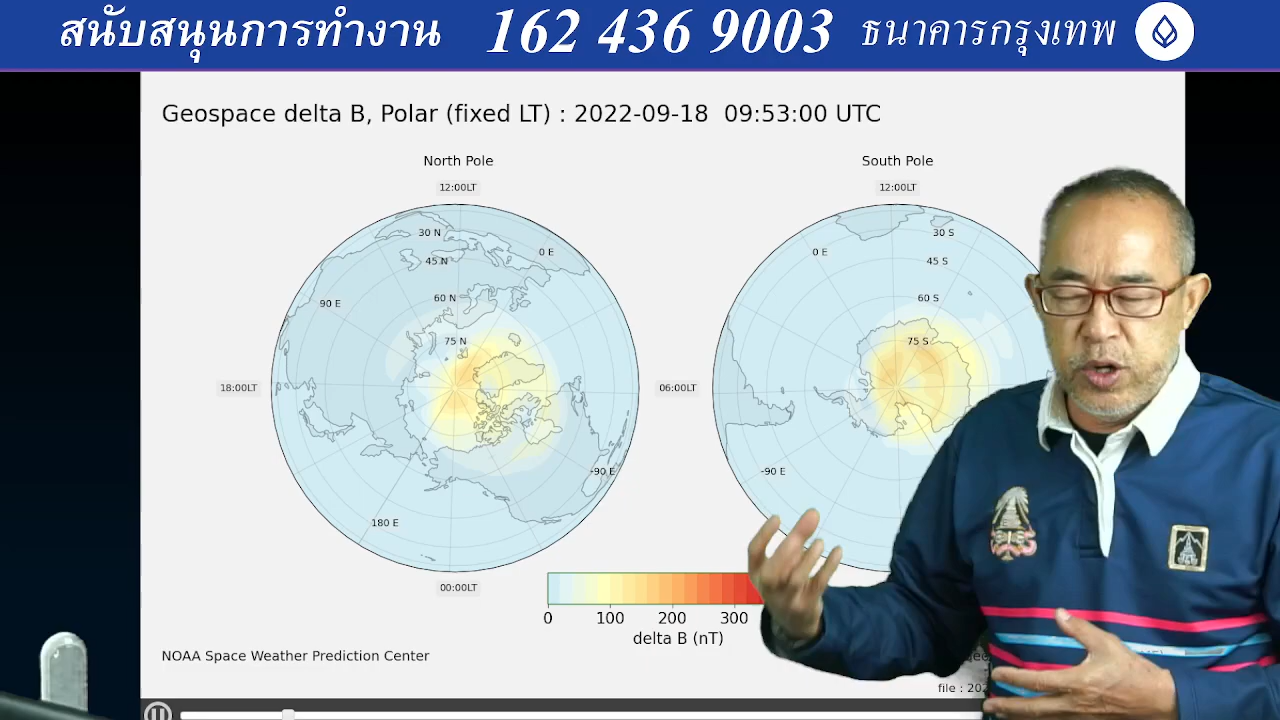 สนับสนุนการทำงาน 162 436 9003 ธนาคารกรุงเทพ
Geospace delta B, Polar (fixed LT) : 2022-09-18 09:53:00 UTC
North Pole
South Pole
12:00LT
12:00LT
30 N
30 S
0 E
0 E
45 N
45 S
90 E
60 N
60 S
75 N
75 S
18:00LT
06:00LT
-90 E
-90 E
180 E
00:00LT
0 100 200 300
delta B (nT)
NOAA Space Weather Prediction Center
file : 202